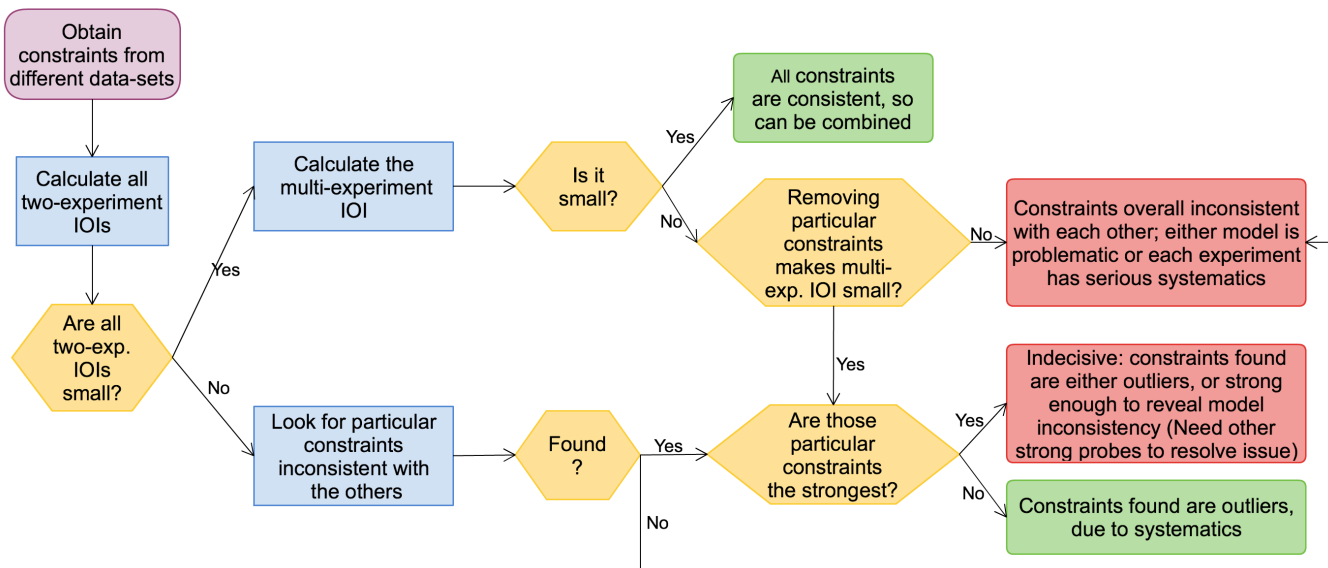 Obtain
constraints from
different data-sets
Calculate all
two-experiment
IOIs
Are all
two-exp.
IOIs
small?
Yes
No
Calculate the
multi-experiment
IOI
Look for particular
constraints
inconsistent with
the others
Is it
small?
Yes
No
Found
?
Yes
No
All constraints
are consistent, so
can be combined
Removing
particular
constraints
makes multi-
exp. IOI small?
No
Yes
Are those
particular
constraints
the strongest?
Yes
No
Constraints overall inconsistent
with each other; either model is
problematic or each experiment
has serious systematics
Indecisive: constraints found
are either outliers, or strong
enough to reveal model
inconsistency (Need other
strong probes to resolve issue)
Constraints found are outliers,
due to systematics